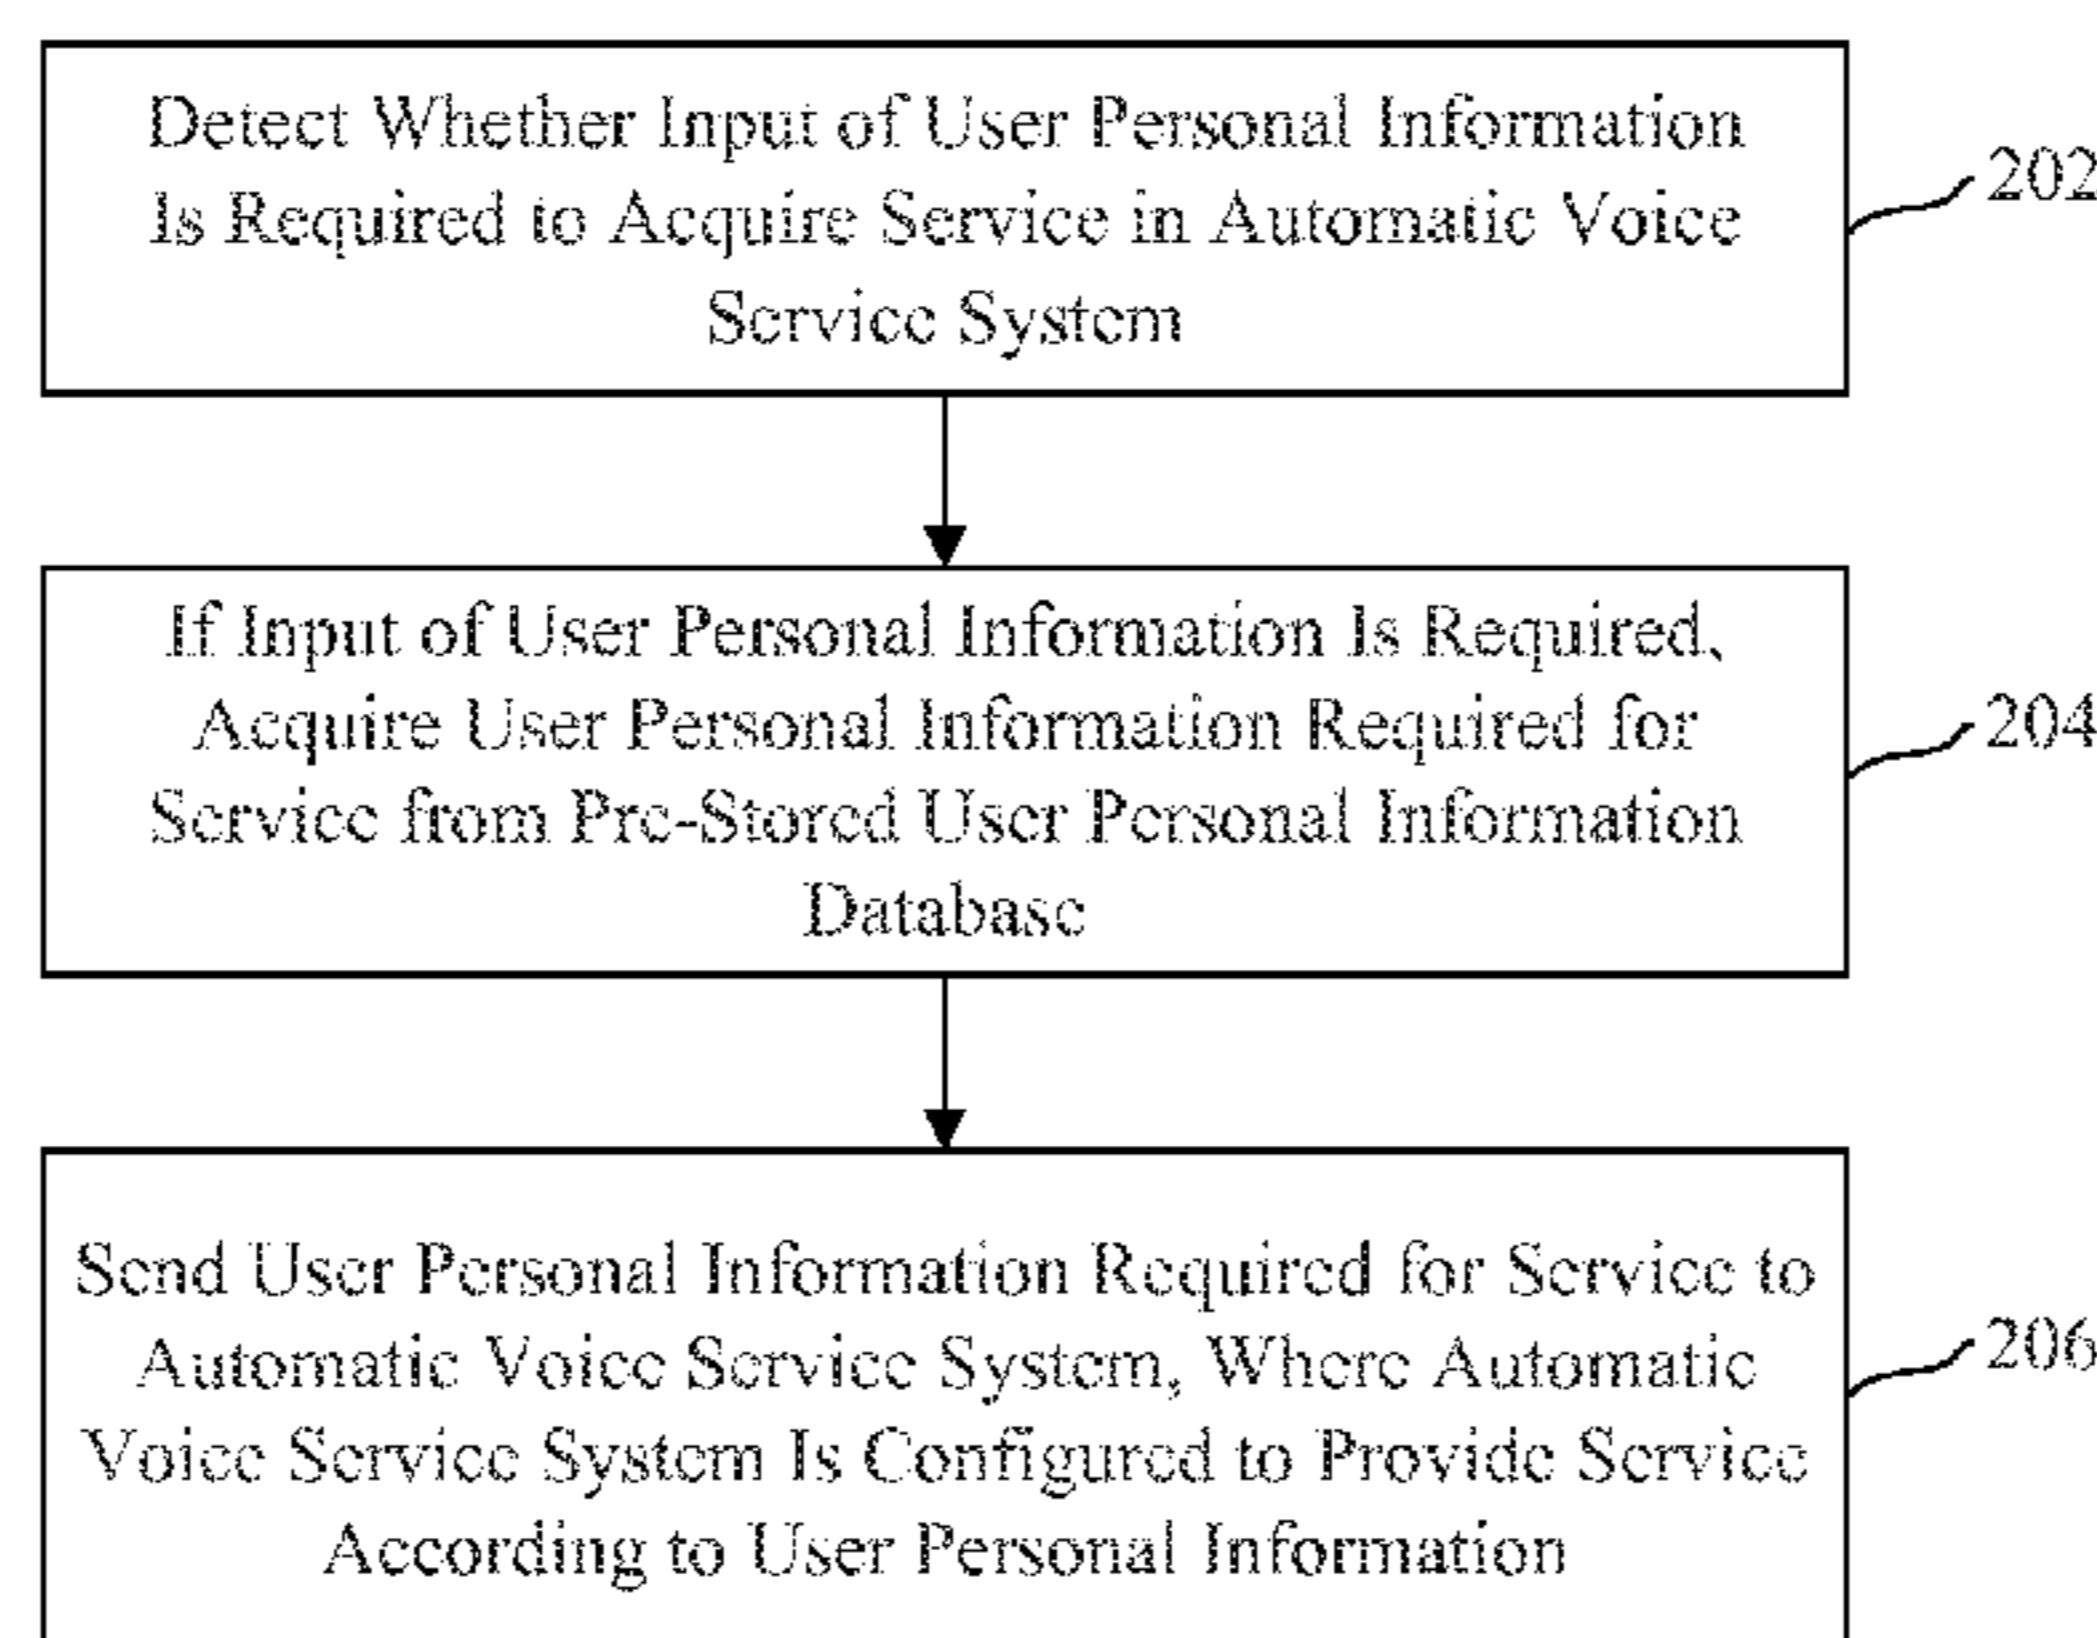 Detect Whether Input of User Personal Information
Is Required to Acquire Service in Automatic Voice
Service System
202
If Input of User Personal Information Is Required,
Acquire User Personal Information Required for
Service from Pre-Stored User Personal Information
Database
204
Send User Personal Information Required for Service to
Automatic Voice Service System, Where Automatic
Voice Service System Is Configured to Provide Service
According to User Personal Information
206